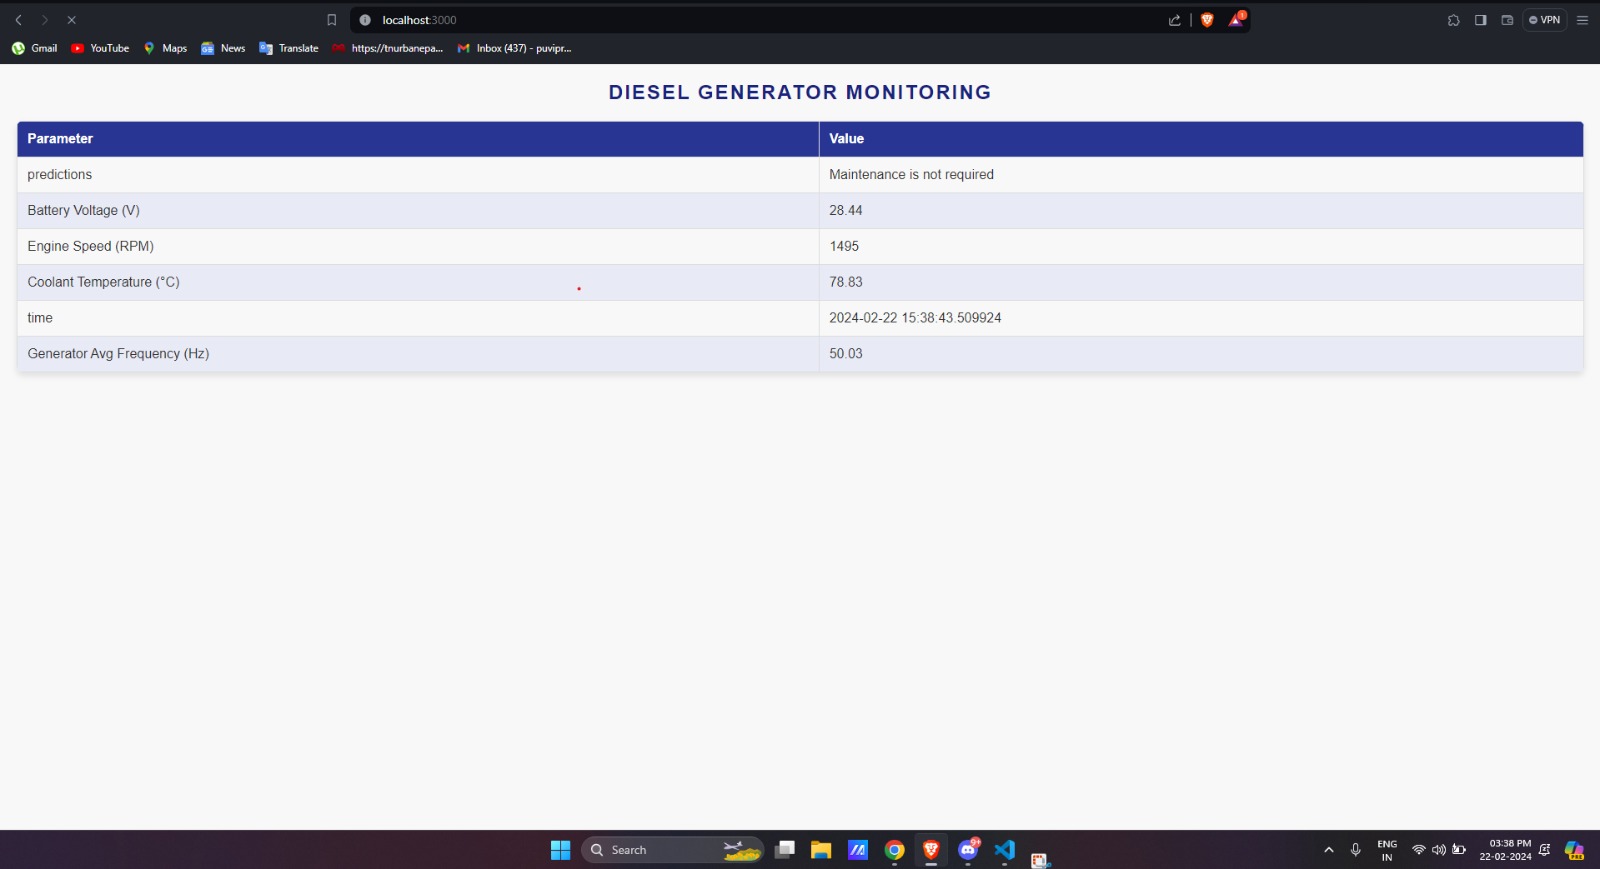 localhost:3000
VPN
Gmail YouTube Maps News Translate https://tnurbanepa... Inbox (437) - puvipr...
DIESEL GENERATOR MONITORING
Parameter Value
predictions Maintenance is not required
Battery Voltage (V) 28.44
Engine Speed (RPM) 1495
Coolant Temperature (°C) 78.83
time 2024-02-22 15:38:43.509924
Generator Avg Frequency (Hz) 50.03
Search
ENG
IN
03:38 PM
22-02-2024